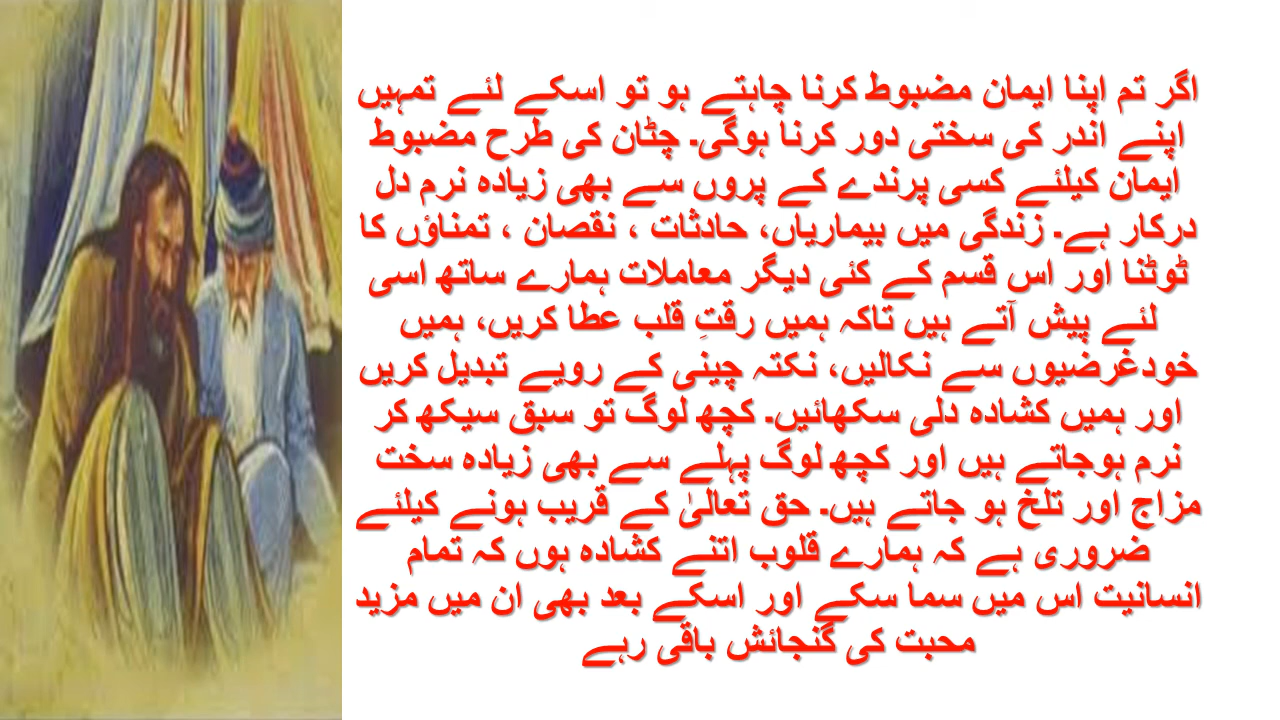 اگر تم اپنا ایمان مضبوط کرنا چاہتے ہو تو اسکے لئے تمہیں
اپنے اندر کی سختی دور کرنا ہوگی۔ چٹان کی طرح مضبوط
ایمان کیلئے کسی پرندے کے پروں سے بھی زیادہ نرم دل
درکار ہے۔ زندگی میں بیماریاں، حادثات ، نقصان ، تمناؤں کا
ٹوٹنا اور اس قسم کے کئی دیگر معاملات ہمارے ساتھ اسی
لئے پیش آتے ہیں تاکہ ہمیں رقتِ قلب عطا کریں، ہمیں
خودغرضیوں سے نکالیں، نکتہ چینی کے رویے تبدیل کریں
اور ہمیں کشادہ دلی سکھائیں۔ کچھ لوگ تو سبق سیکھ کر
نرم ہوجاتے ہیں اور کچھ لوگ پہلے سے بھی زیادہ سخت
مزاج اور تلخ ہو جاتے ہیں۔ حق تعالیٰ کے قریب ہونے کیلئے
ضروری ہے کہ ہمارے قلوب اتنے کشادہ ہوں کہ تمام
انسانیت اس میں سما سکے اور اسکے بعد بھی ان میں مزید
محبت کی گنجائش باقی رہے